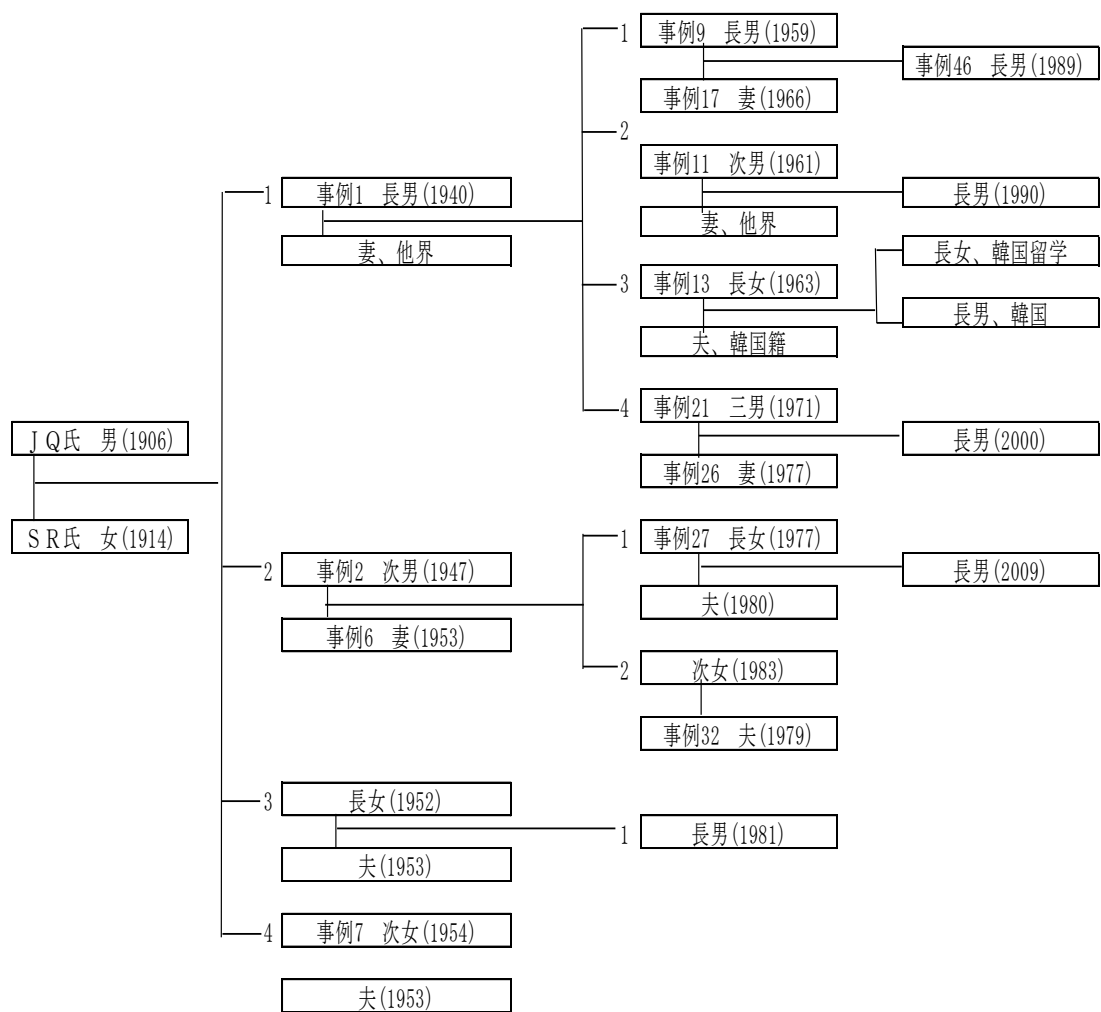 1 事例9 長男(1959)
事例46 長男(1989)
事例17 妻(1966)
2
事例11 次男(1961)
1 事例1 長男(1940)
長男(1990)
妻、他界
妻、他界
長女、韓国留学
3 事例13 長女(1963)
長男、韓国
夫、韓国籍
4 事例21 三男(1971)
JQ氏 男(1906)
長男(2000)
事例26 妻(1977)
SR氏 女(1914)
1 事例27 長女(1977)
2 事例2 次男(1947)
長男(2009)
夫(1980)
事例6 妻(1953)
2 次女(1983)
事例32 夫(1979)
3 長女(1952)
1 長男(1981)
夫(1953)
4 事例7 次女(1954)
夫(1953)